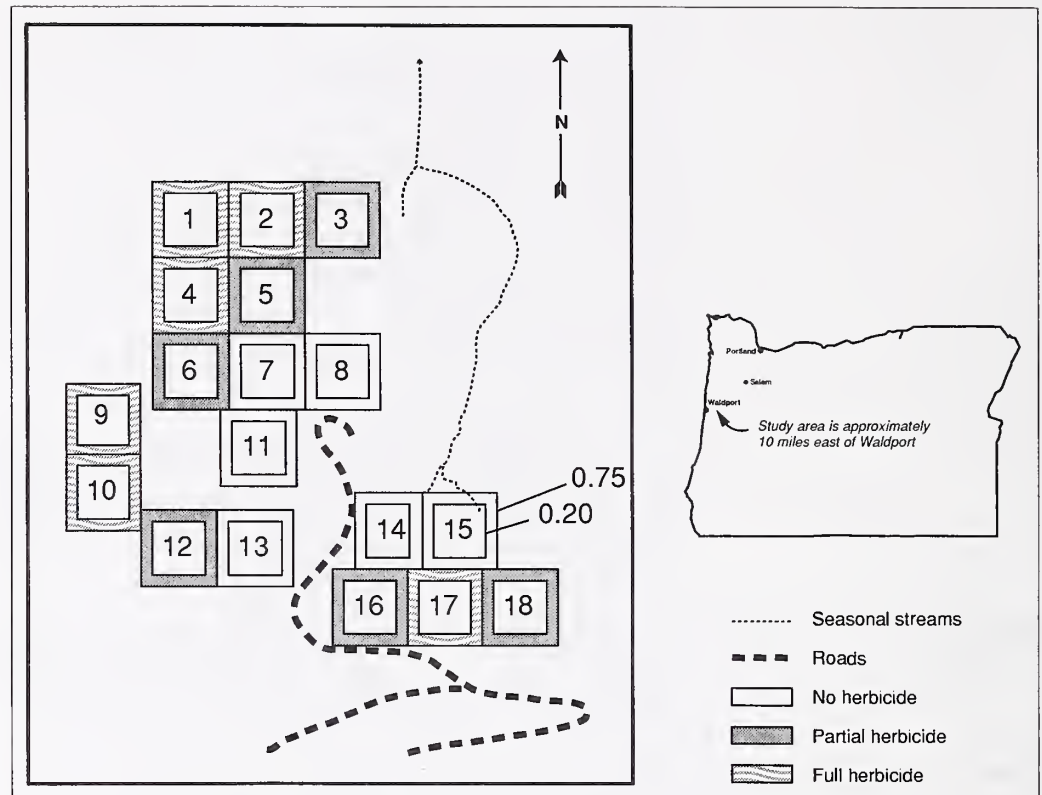 N
1 2 3
4 5
6 7 8
9
11
10
0.75
14 15 0.20
12 13
16 17 18
Portland
Salem
Waldport
Study area is approximately
10 miles east of Waldport
Seasonal streams
Roads
No herbicide
Partial herbicide
Full herbicide